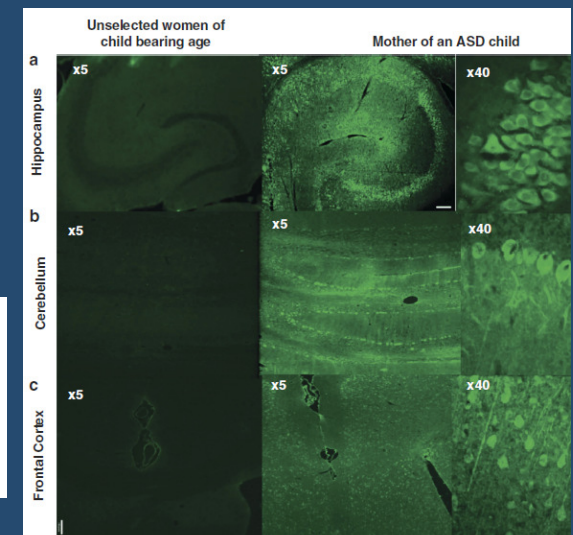 Unselected women of
child bearing age
Mother of an ASD child
a
Hippocampus
x5
x5
x40
b
Cerebellum
x5
x5
x40
c
Frontal Cortex
x5
x5
x40